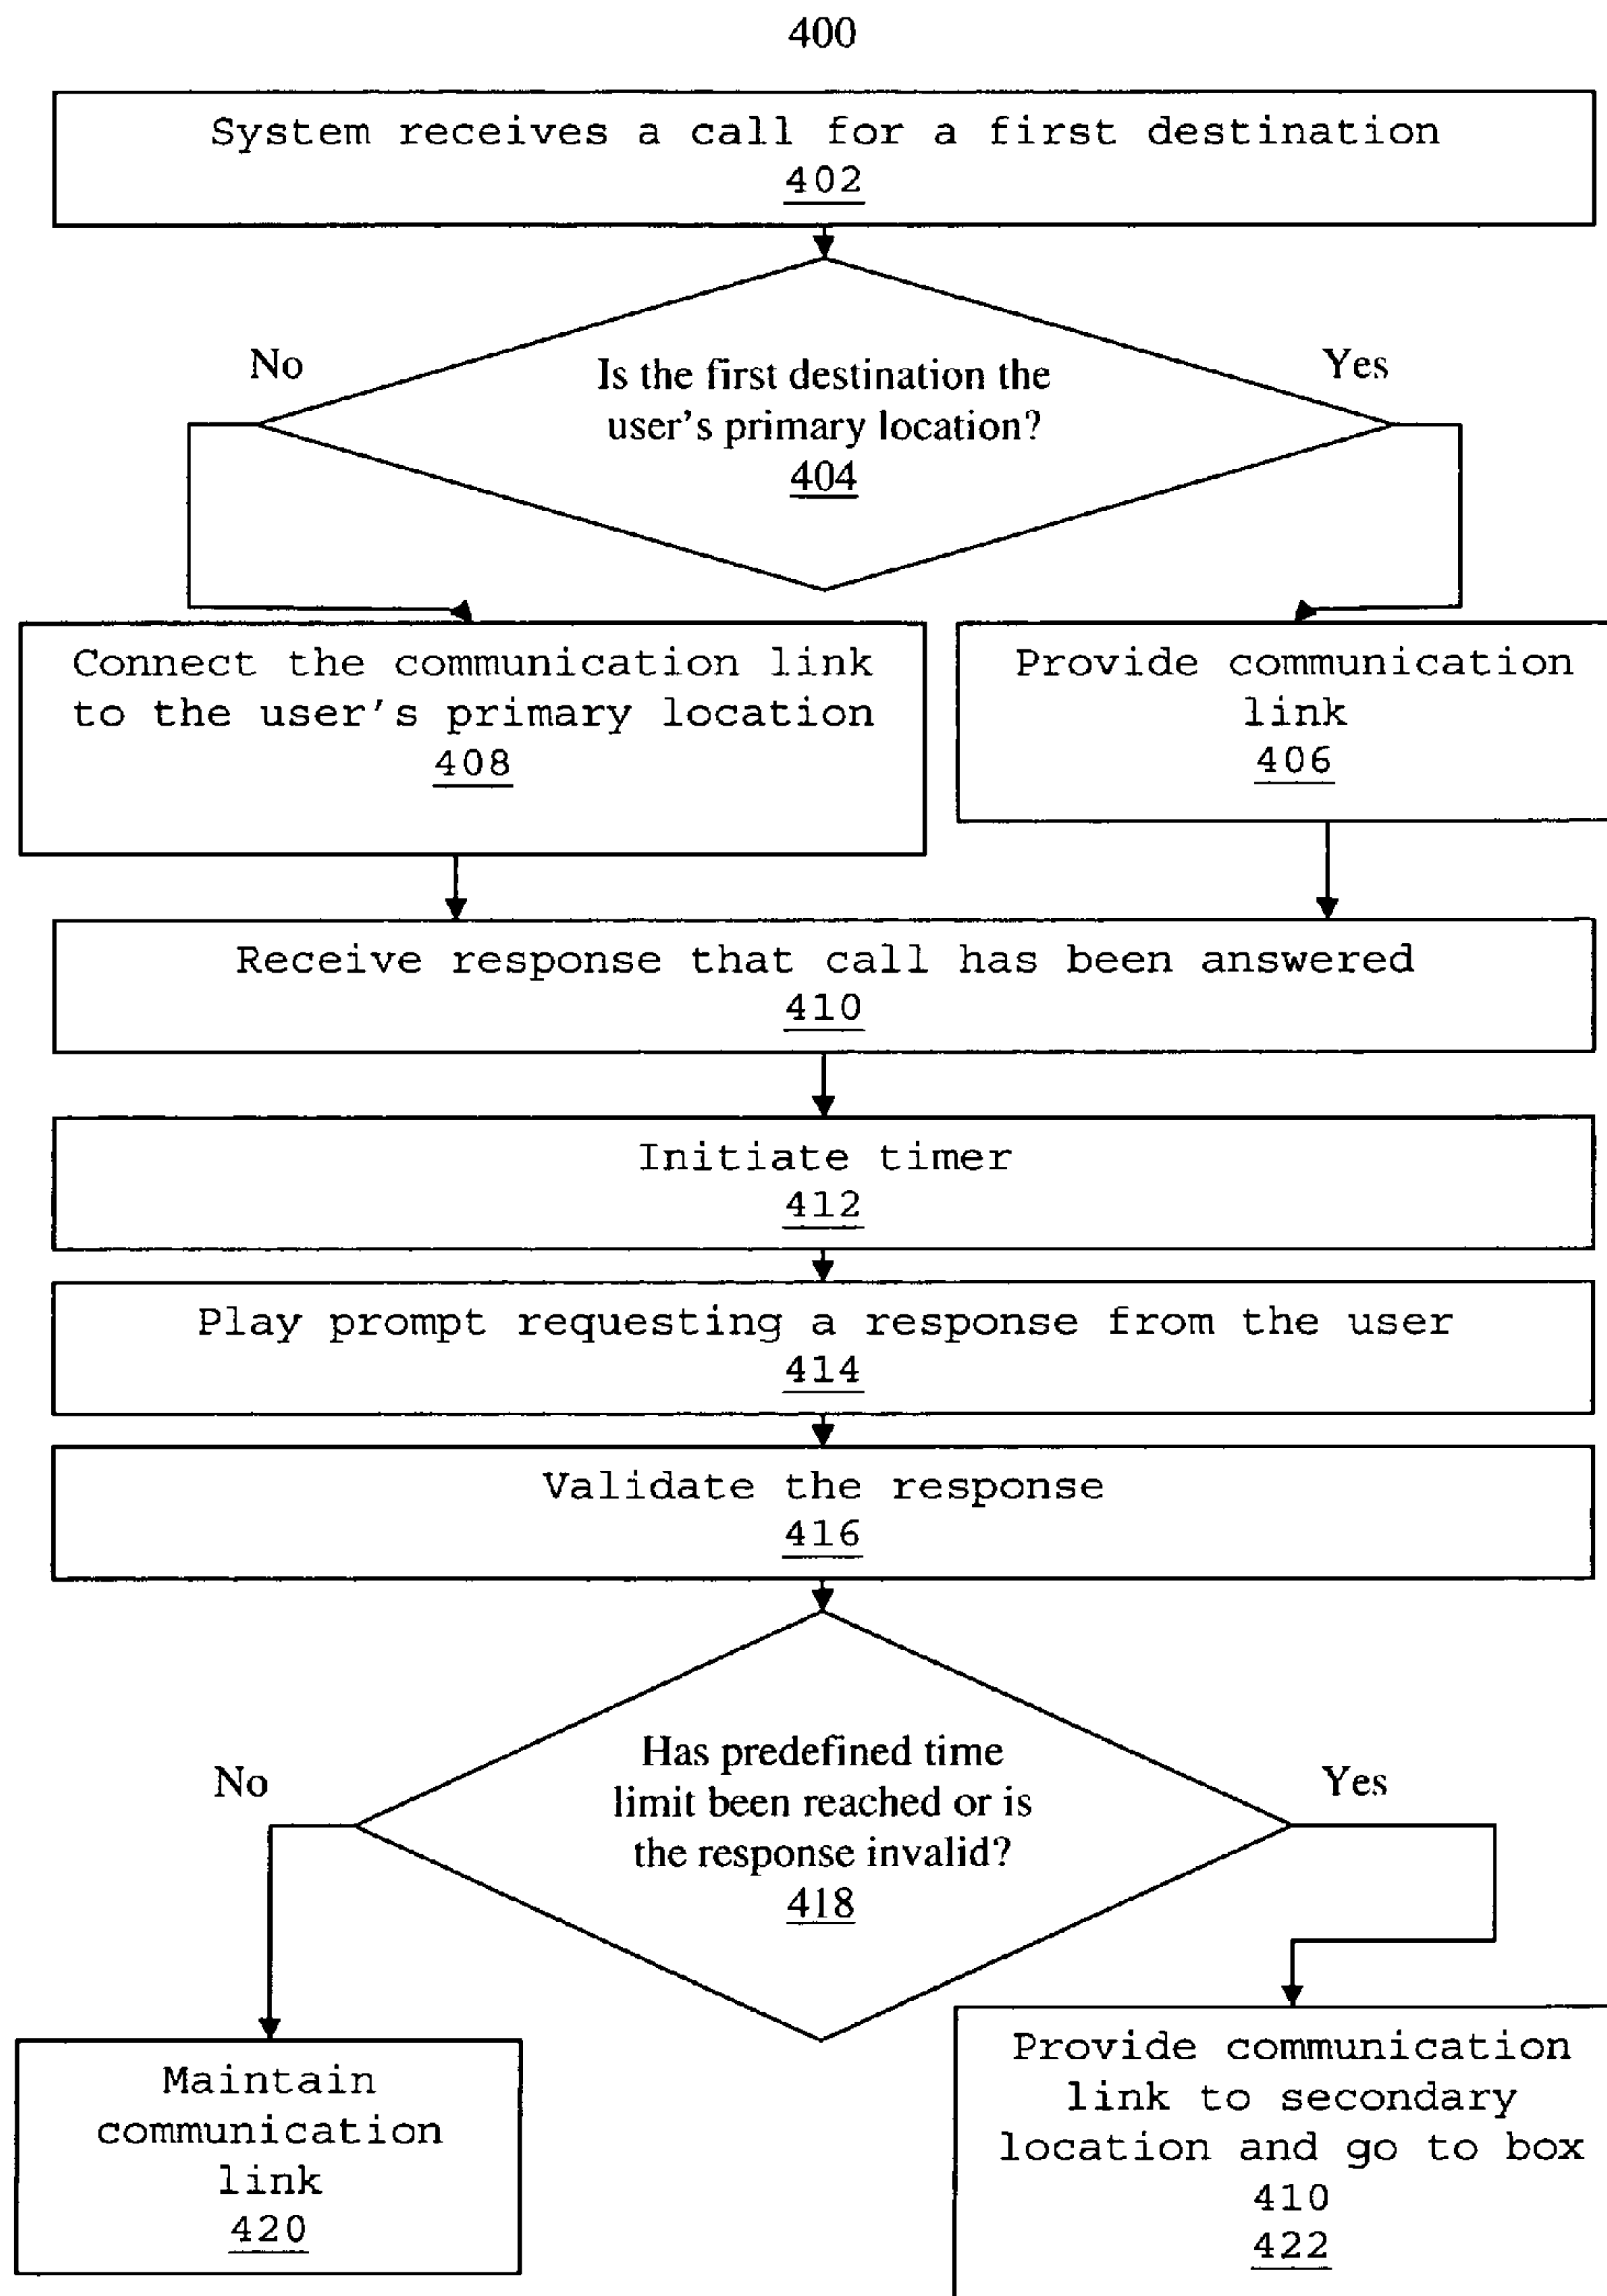 400
System receives a call for a first destination
402
No
Yes
Is the first destination the
user's primary location?
404
Connect the communication link
to the user's primary location
408
Provide communication
link
406
Receive response that call has been answered
410
Initiate timer
412
Play prompt requesting a response from the user
414
Validate the response
416
No
Yes
Has predefined time
limit been reached or is
the response invalid?
418
Maintain
communication
link
420
Provide communication
link to secondary
location and go to box
410
422